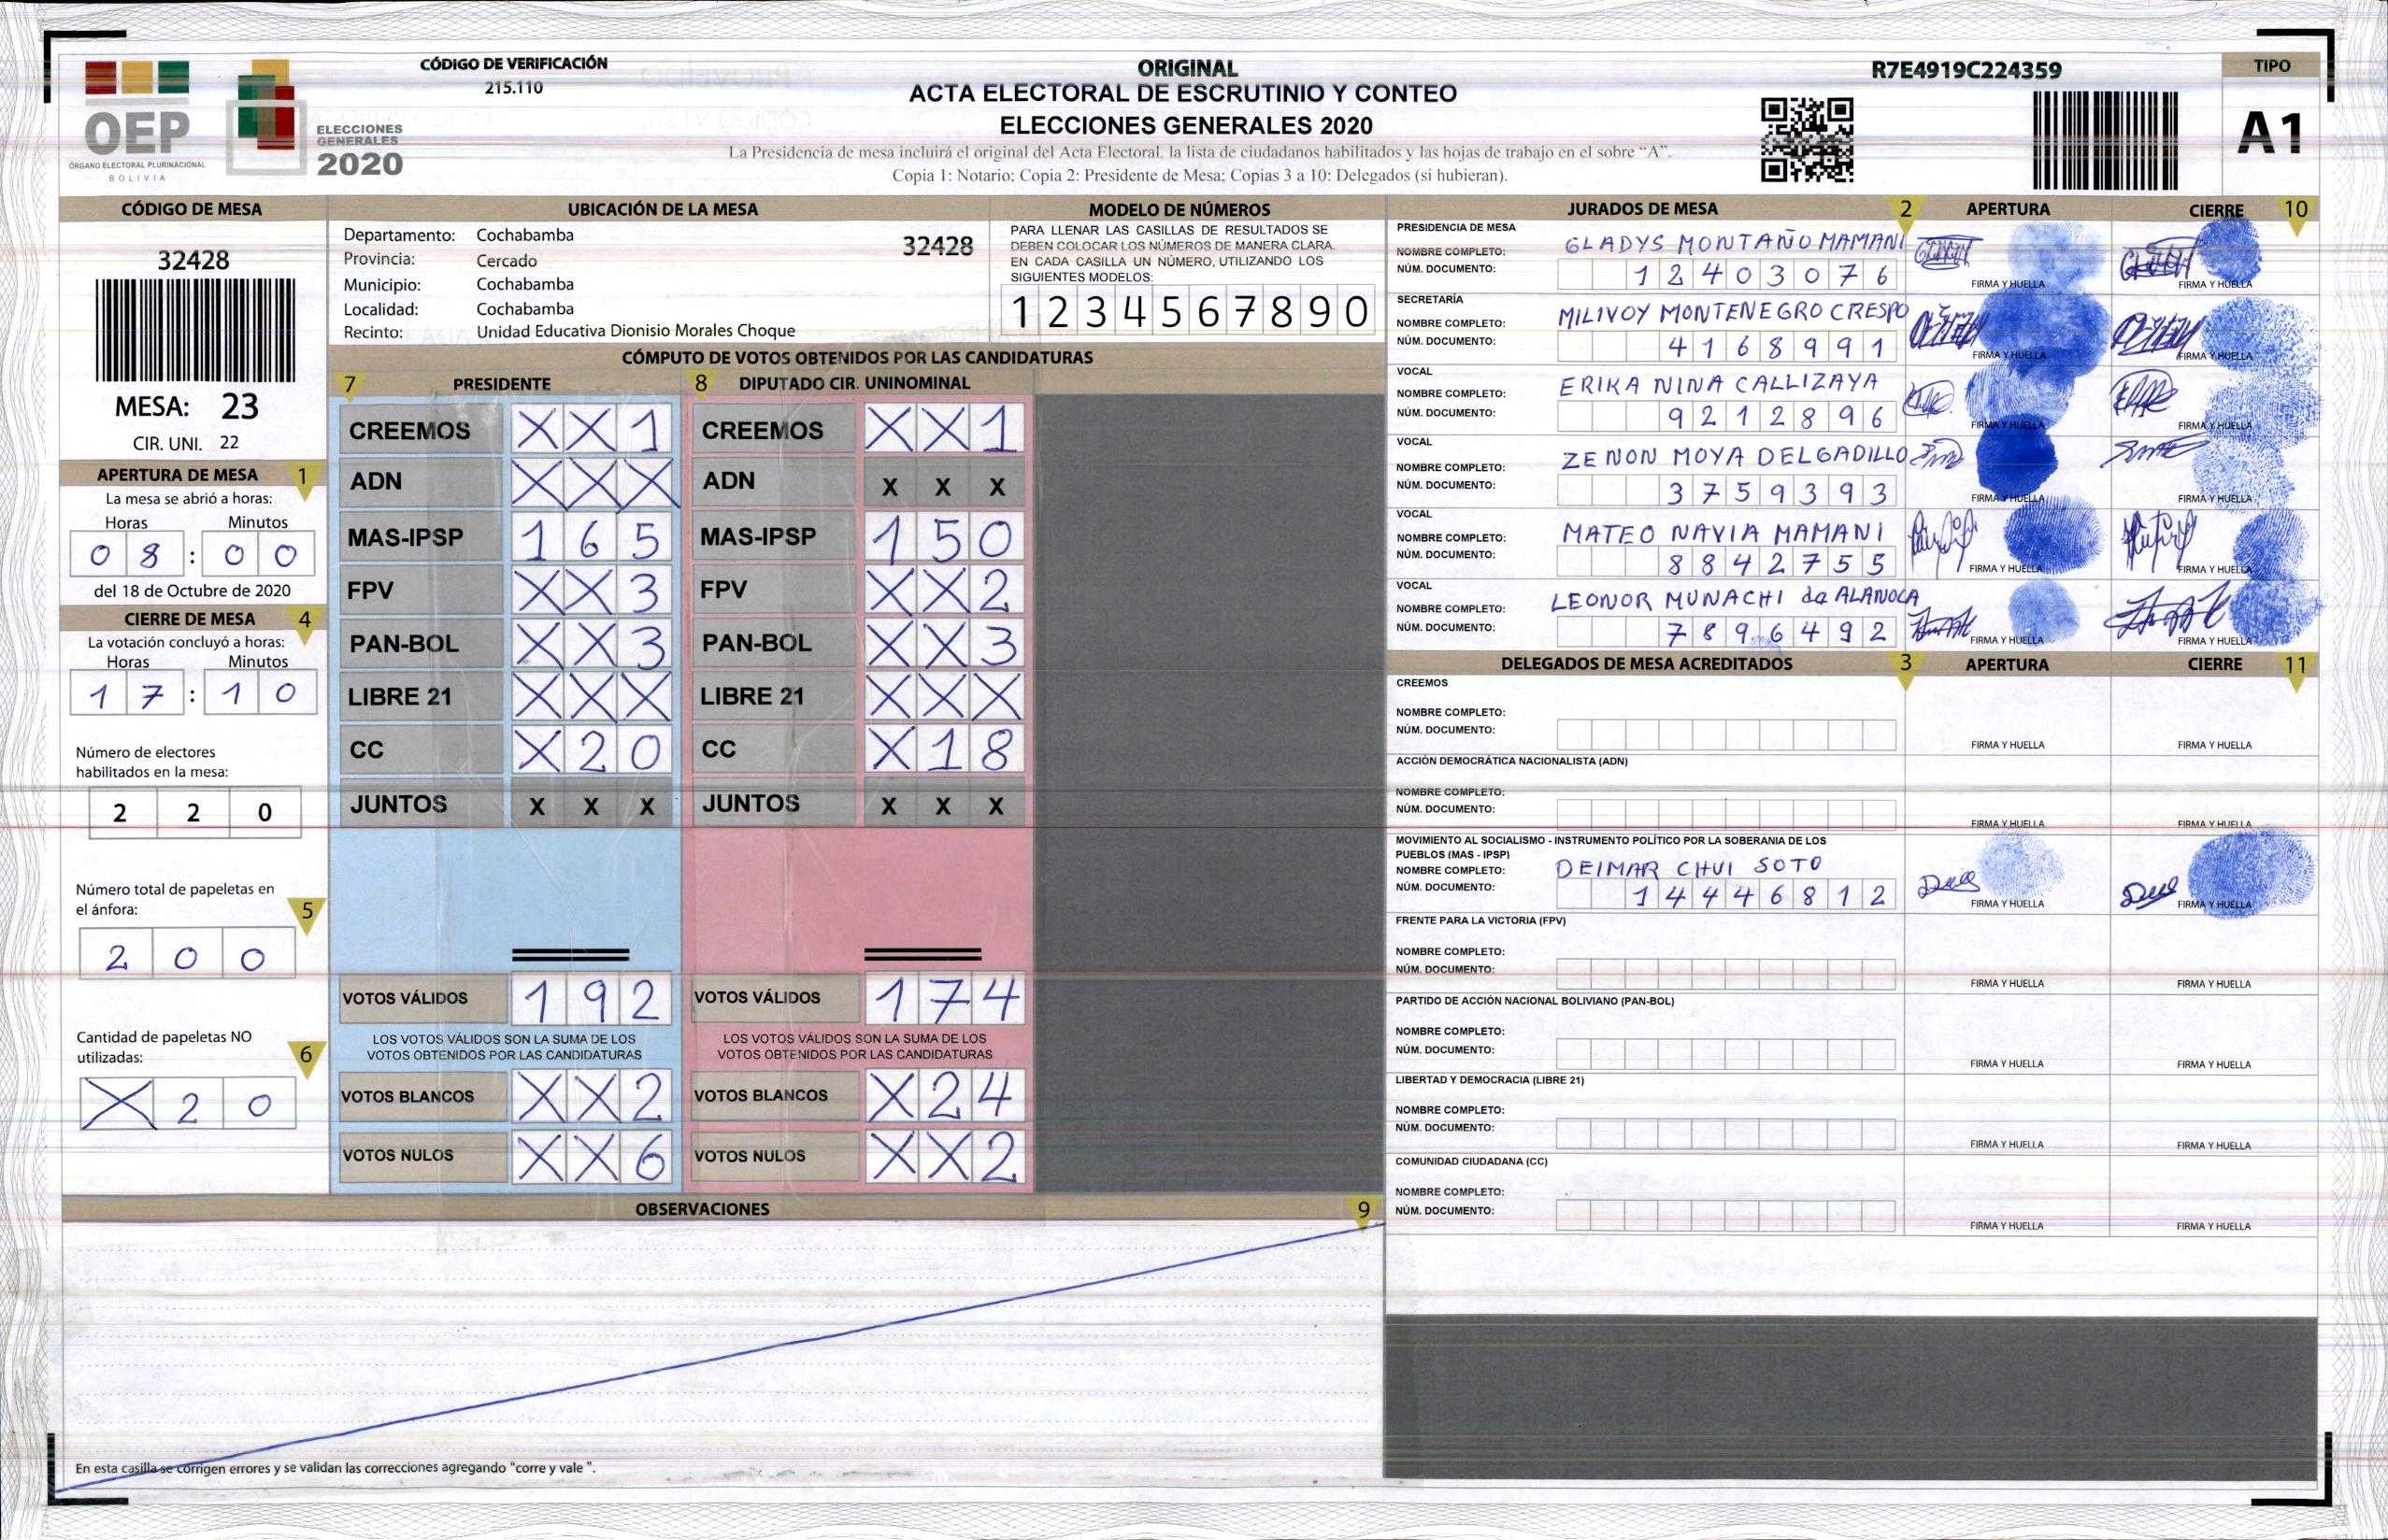 OEP
ÓRGANO ELECTORAL PLURINACIONAL
BOLIVIA
ELECCIONES
GENERALES
2020
CÓDIGO DE VERIFICACIÓN
215.110
ORIGINAL
ACTA ELECTORAL DE ESCRUTINIO Y CONTEO
ELECCIONES GENERALES 2020
La Presidencia de mesa incluirá el original del Acta Electoral, la lista de ciudadanos habilitados y las hojas de trabajo en el sobre “A”.
Copia 1: Notario; Copia 2: Presidente de Mesa; Copias 3 a 10: Delegados (si hubieran).
R7E4919C224359
TIPO
A1
CÓDIGO DE MESA
32428
MESA: 23
CIR. UNI. 22
APERTURA DE MESA 1
La mesa se abrió a horas:
Horas Minutos
0 8 : 0 0
del 18 de Octubre de 2020
CIERRE DE MESA 4
La votación concluyó a horas:
Horas Minutos
1 7 : 1 0
Número de electores
habilitados en la mesa:
2 2 0
Número total de papeletas en
el ánfora:
5
2 0 0
Cantidad de papeletas NO
utilizadas:
6
X 2 0
UBICACIÓN DE LA MESA
Departamento: Cochabamba 32428
Provincia: Cercado
Municipio: Cochabamba
Localidad: Cochabamba
Recinto: Unidad Educativa Dionisio Morales Choque
MODELO DE NÚMEROS
PARA LLENAR LAS CASILLAS DE RESULTADOS SE
DEBEN COLOCAR LOS NÚMEROS DE MANERA CLARA.
EN CADA CASILLA UN NÚMERO, UTILIZANDO LOS
SIGUIENTES MODELOS:
1 2 3 4 5 6 7 8 9 0
CÓMPUTO DE VOTOS OBTENIDOS POR LAS CANDIDATURAS
7 PRESIDENTE 8 DIPUTADO CIR. UNINOMINAL
CREEMOS X X 1 CREEMOS X X 1
ADN X X X ADN X X X
MAS-IPSP 1 6 5 MAS-IPSP 1 5 0
FPV X X 3 FPV X X 2
PAN-BOL X X 3 PAN-BOL X X 3
LIBRE 21 X X X LIBRE 21 X X X
CC X 2 0 CC X 1 8
JUNTOS X X X JUNTOS X X X
VOTOS VÁLIDOS 1 9 2 VOTOS VÁLIDOS 1 7 4
LOS VOTOS VÁLIDOS SON LA SUMA DE LOS LOS VOTOS VÁLIDOS SON LA SUMA DE LOS
VOTOS OBTENIDOS POR LAS CANDIDATURAS VOTOS OBTENIDOS POR LAS CANDIDATURAS
VOTOS BLANCOS X X 2 VOTOS BLANCOS X 2 4
VOTOS NULOS X X 6 VOTOS NULOS X X 2
OBSERVACIONES 9
En esta casilla se corrigen errores y se validan las correcciones agregando "corre y vale ".
JURADOS DE MESA 2 APERTURA CIERRE 10
PRESIDENCIA DE MESA
NOMBRE COMPLETO: GLADYS MONTAÑO MAMANI
NÚM. DOCUMENTO: 1 2 4 0 3 0 7 6 FIRMA Y HUELLA FIRMA Y HUELLA
SECRETARÍA
NOMBRE COMPLETO: MILIVOY MONTENEGRO CRESPO
NÚM. DOCUMENTO: 4 1 6 8 9 9 1 FIRMA Y HUELLA FIRMA Y HUELLA
VOCAL
NOMBRE COMPLETO: ERIKA NINA CALLIZAYA
NÚM. DOCUMENTO: 9 2 1 2 8 9 6 FIRMA Y HUELLA FIRMA Y HUELLA
VOCAL
NOMBRE COMPLETO: ZENON MOYA DELGADILLO
NÚM. DOCUMENTO: 3 7 5 9 3 9 3 FIRMA Y HUELLA FIRMA Y HUELLA
VOCAL
NOMBRE COMPLETO: MATEO NAVIA MAMANI
NÚM. DOCUMENTO: 8 8 4 2 7 5 5 FIRMA Y HUELLA FIRMA Y HUELLA
VOCAL
NOMBRE COMPLETO: LEONOR MUNACHI de ALANOCA
NÚM. DOCUMENTO: 7 8 9 6 4 9 2 FIRMA Y HUELLA FIRMA Y HUELLA
DELEGADOS DE MESA ACREDITADOS 3 APERTURA CIERRE 11
CREEMOS
NOMBRE COMPLETO:
NÚM. DOCUMENTO: FIRMA Y HUELLA FIRMA Y HUELLA
ACCIÓN DEMOCRÁTICA NACIONALISTA (ADN)
NOMBRE COMPLETO:
NÚM. DOCUMENTO: FIRMA Y HUELLA FIRMA Y HUELLA
MOVIMIENTO AL SOCIALISMO - INSTRUMENTO POLÍTICO POR LA SOBERANIA DE LOS
PUEBLOS (MAS - IPSP)
NOMBRE COMPLETO: DEIMAR CHUI SOTO
NÚM. DOCUMENTO: 1 4 4 4 6 8 1 2 FIRMA Y HUELLA FIRMA Y HUELLA
FRENTE PARA LA VICTORIA (FPV)
NOMBRE COMPLETO:
NÚM. DOCUMENTO: FIRMA Y HUELLA FIRMA Y HUELLA
PARTIDO DE ACCIÓN NACIONAL BOLIVIANO (PAN-BOL)
NOMBRE COMPLETO:
NÚM. DOCUMENTO: FIRMA Y HUELLA FIRMA Y HUELLA
LIBERTAD Y DEMOCRACIA (LIBRE 21)
NOMBRE COMPLETO:
NÚM. DOCUMENTO: FIRMA Y HUELLA FIRMA Y HUELLA
COMUNIDAD CIUDADANA (CC)
NOMBRE COMPLETO:
NÚM. DOCUMENTO: FIRMA Y HUELLA FIRMA Y HUELLA